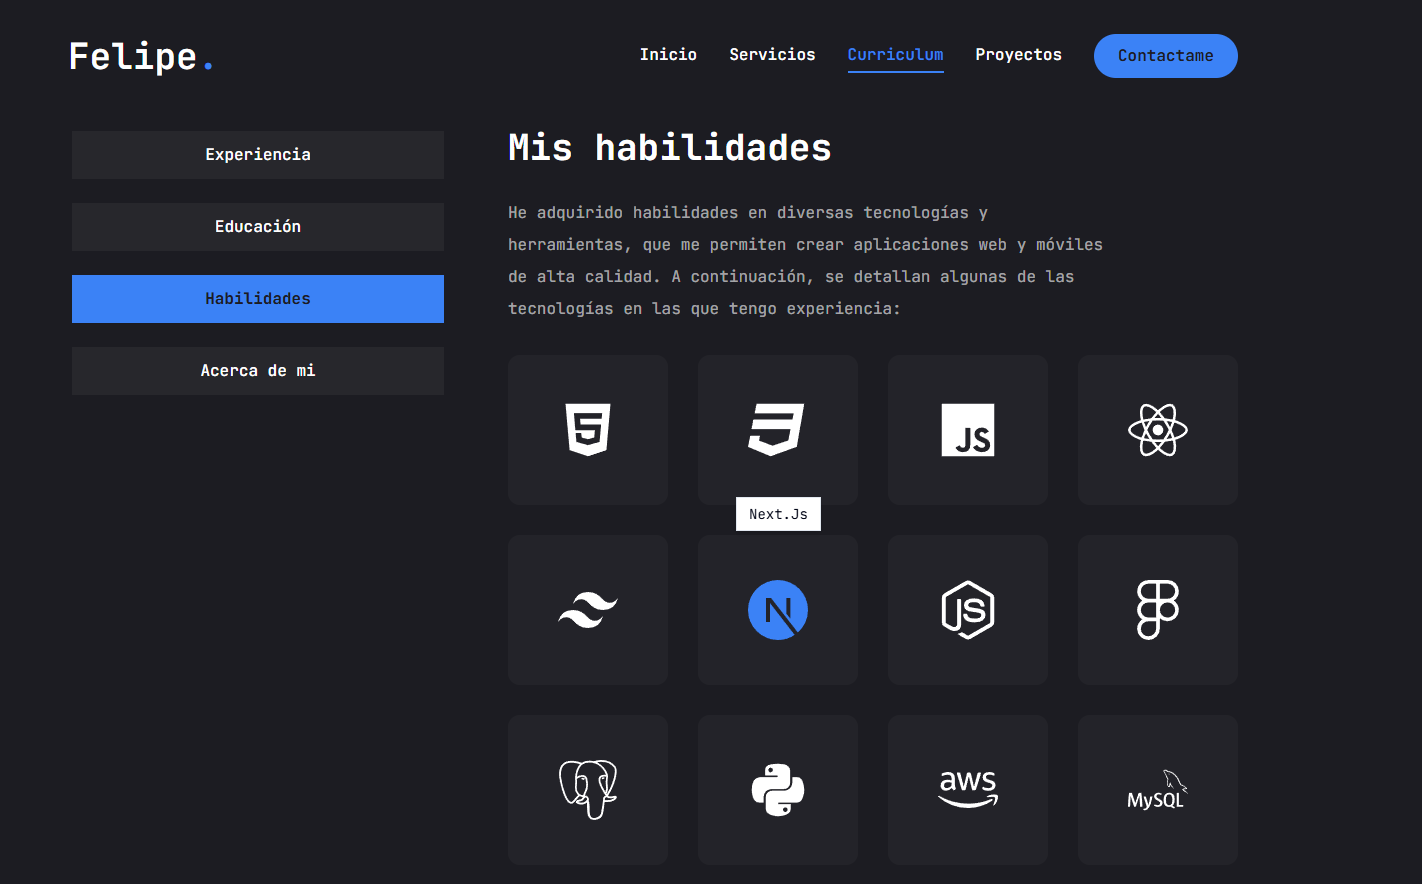 Felipe.
Inicio Servicios Curriculum Proyectos Contactame
Experiencia
Educación
Habilidades
Acerca de mi
Mis habilidades
He adquirido habilidades en diversas tecnologías y
herramientas, que me permiten crear aplicaciones web y móviles
de alta calidad. A continuación, se detallan algunas de las
tecnologías en las que tengo experiencia:
5
JS
Next.Js
N
JS
aws
MySQL